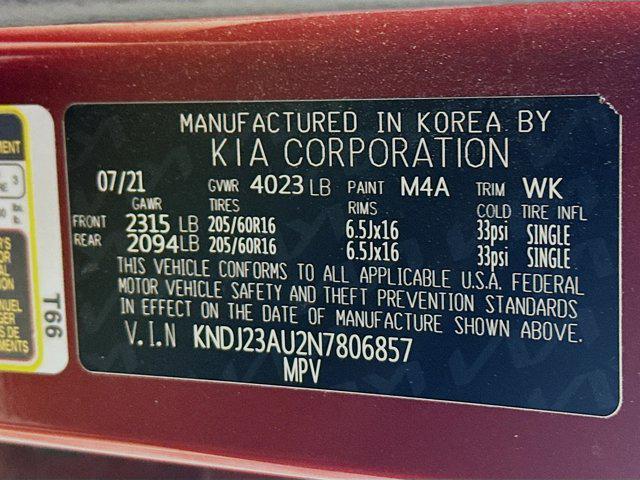 MANUFACTURED IN KOREA BY
KIA CORPORATION
07/21 GVWR 4023 LB PAINT M4A TRIM WK
GAWR TIRES RIMS COLD TIRE INFL
FRONT 2315 LB 205/60R16 6.5Jx16 33psi SINGLE
REAR 2094LB 205/60R16 6.5Jx16 33psi SINGLE
THIS VEHICLE CONFORMS TO ALL APPLICABLE U.S.A. FEDERAL
MOTOR VEHICLE SAFETY AND THEFT PREVENTION STANDARDS
IN EFFECT ON THE DATE OF MANUFACTURE SHOWN ABOVE.
V.I.N KNDJ23AU2N7806857
MPV
T66